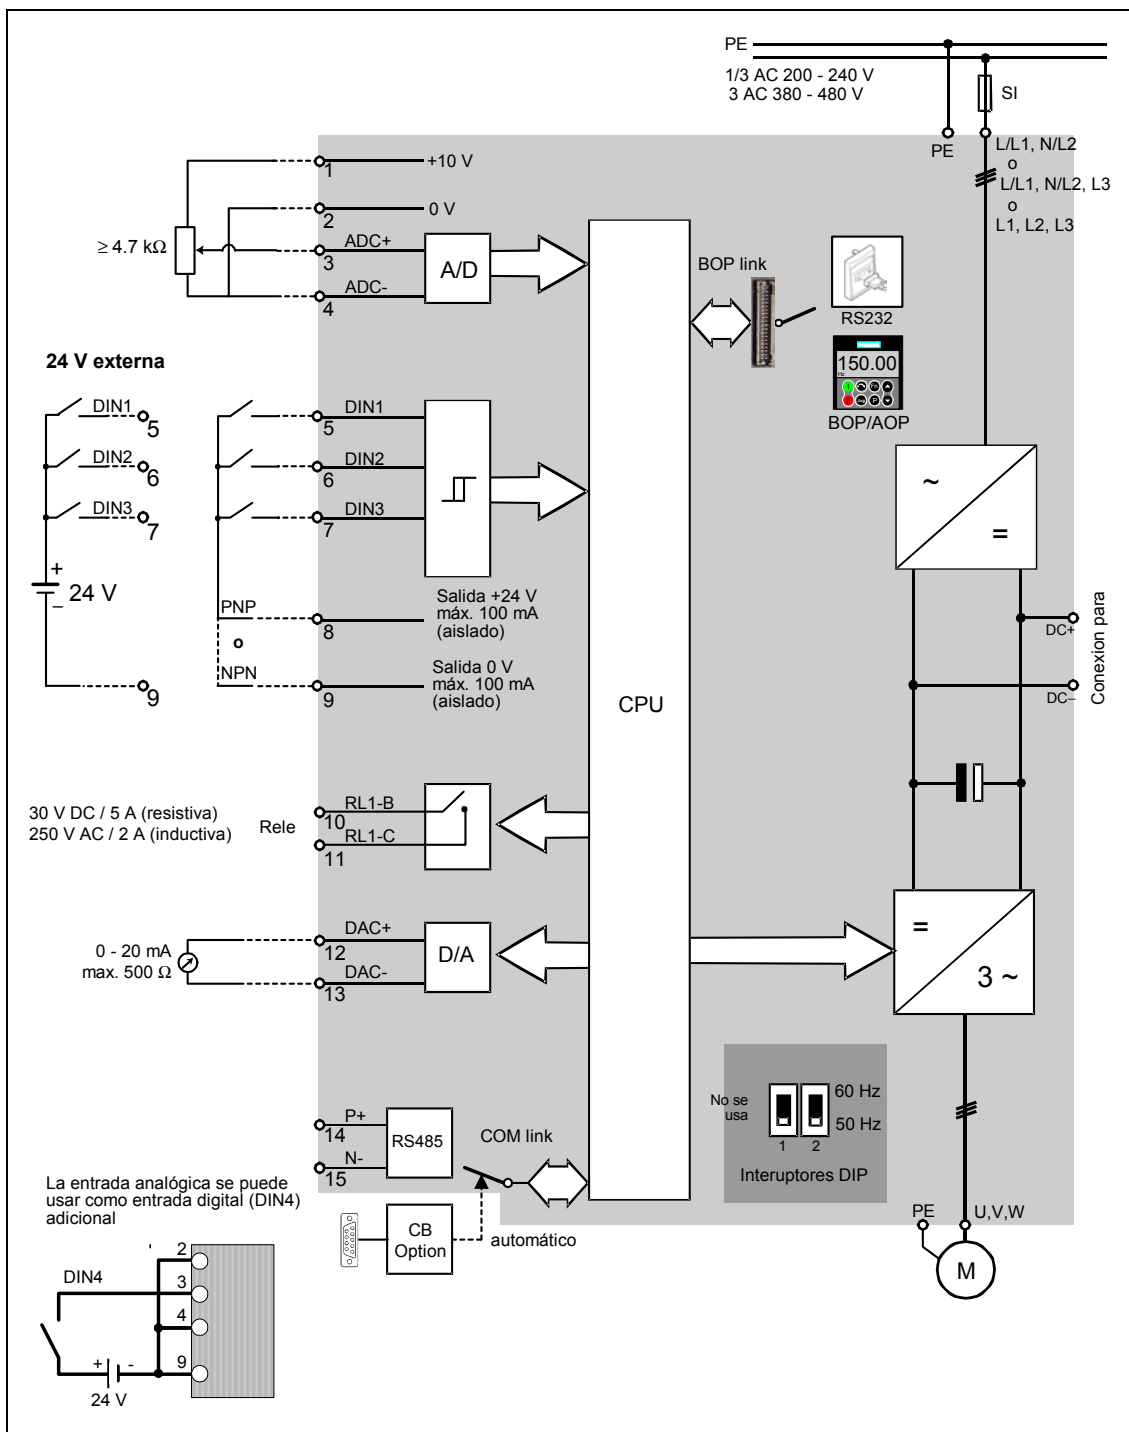 PE
1/3 AC 200 - 240 V
3 AC 380 - 480 V
SI
PE
L/L1, N/L2
o
L/L1, N/L2, L3
o
L1, L2, L3
1
+10 V
2
0 V
≥ 4.7 kΩ
ADC+
3
ADC-
4
A/D
BOP link
RS232
150.00
Hz
BOP/AOP
24 V externa
DIN1
5
DIN2
6
DIN3
7
+
24 V
–
9
DIN1
5
DIN2
6
DIN3
7
PNP
8
o
NPN
9
Salida +24 V
máx. 100 mA
(aislado)
Salida 0 V
máx. 100 mA
(aislado)
CPU
~
=
DC+
DC–
Conexion para
30 V DC / 5 A (resistiva)
250 V AC / 2 A (inductiva)
Rele
RL1-B
10
RL1-C
11
0 - 20 mA
max. 500 Ω
DAC+
12
DAC-
13
D/A
=
3 ~
P+
14
N-
15
RS485
COM link
CB
Option
automático
No se
usa
60 Hz
50 Hz
1
2
Interuptores DIP
PE
U,V,W
M
La entrada analógica se puede
usar como entrada digital (DIN4)
adicional
DIN4
2
3
4
9
+
-
24 V